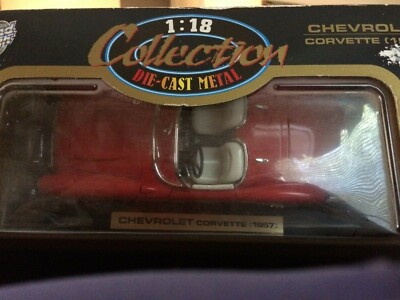 1:18
Collection
DIE-CAST METAL
CHEVROL
CORVETTE (1
CHEVROLET CORVETTE (1957)